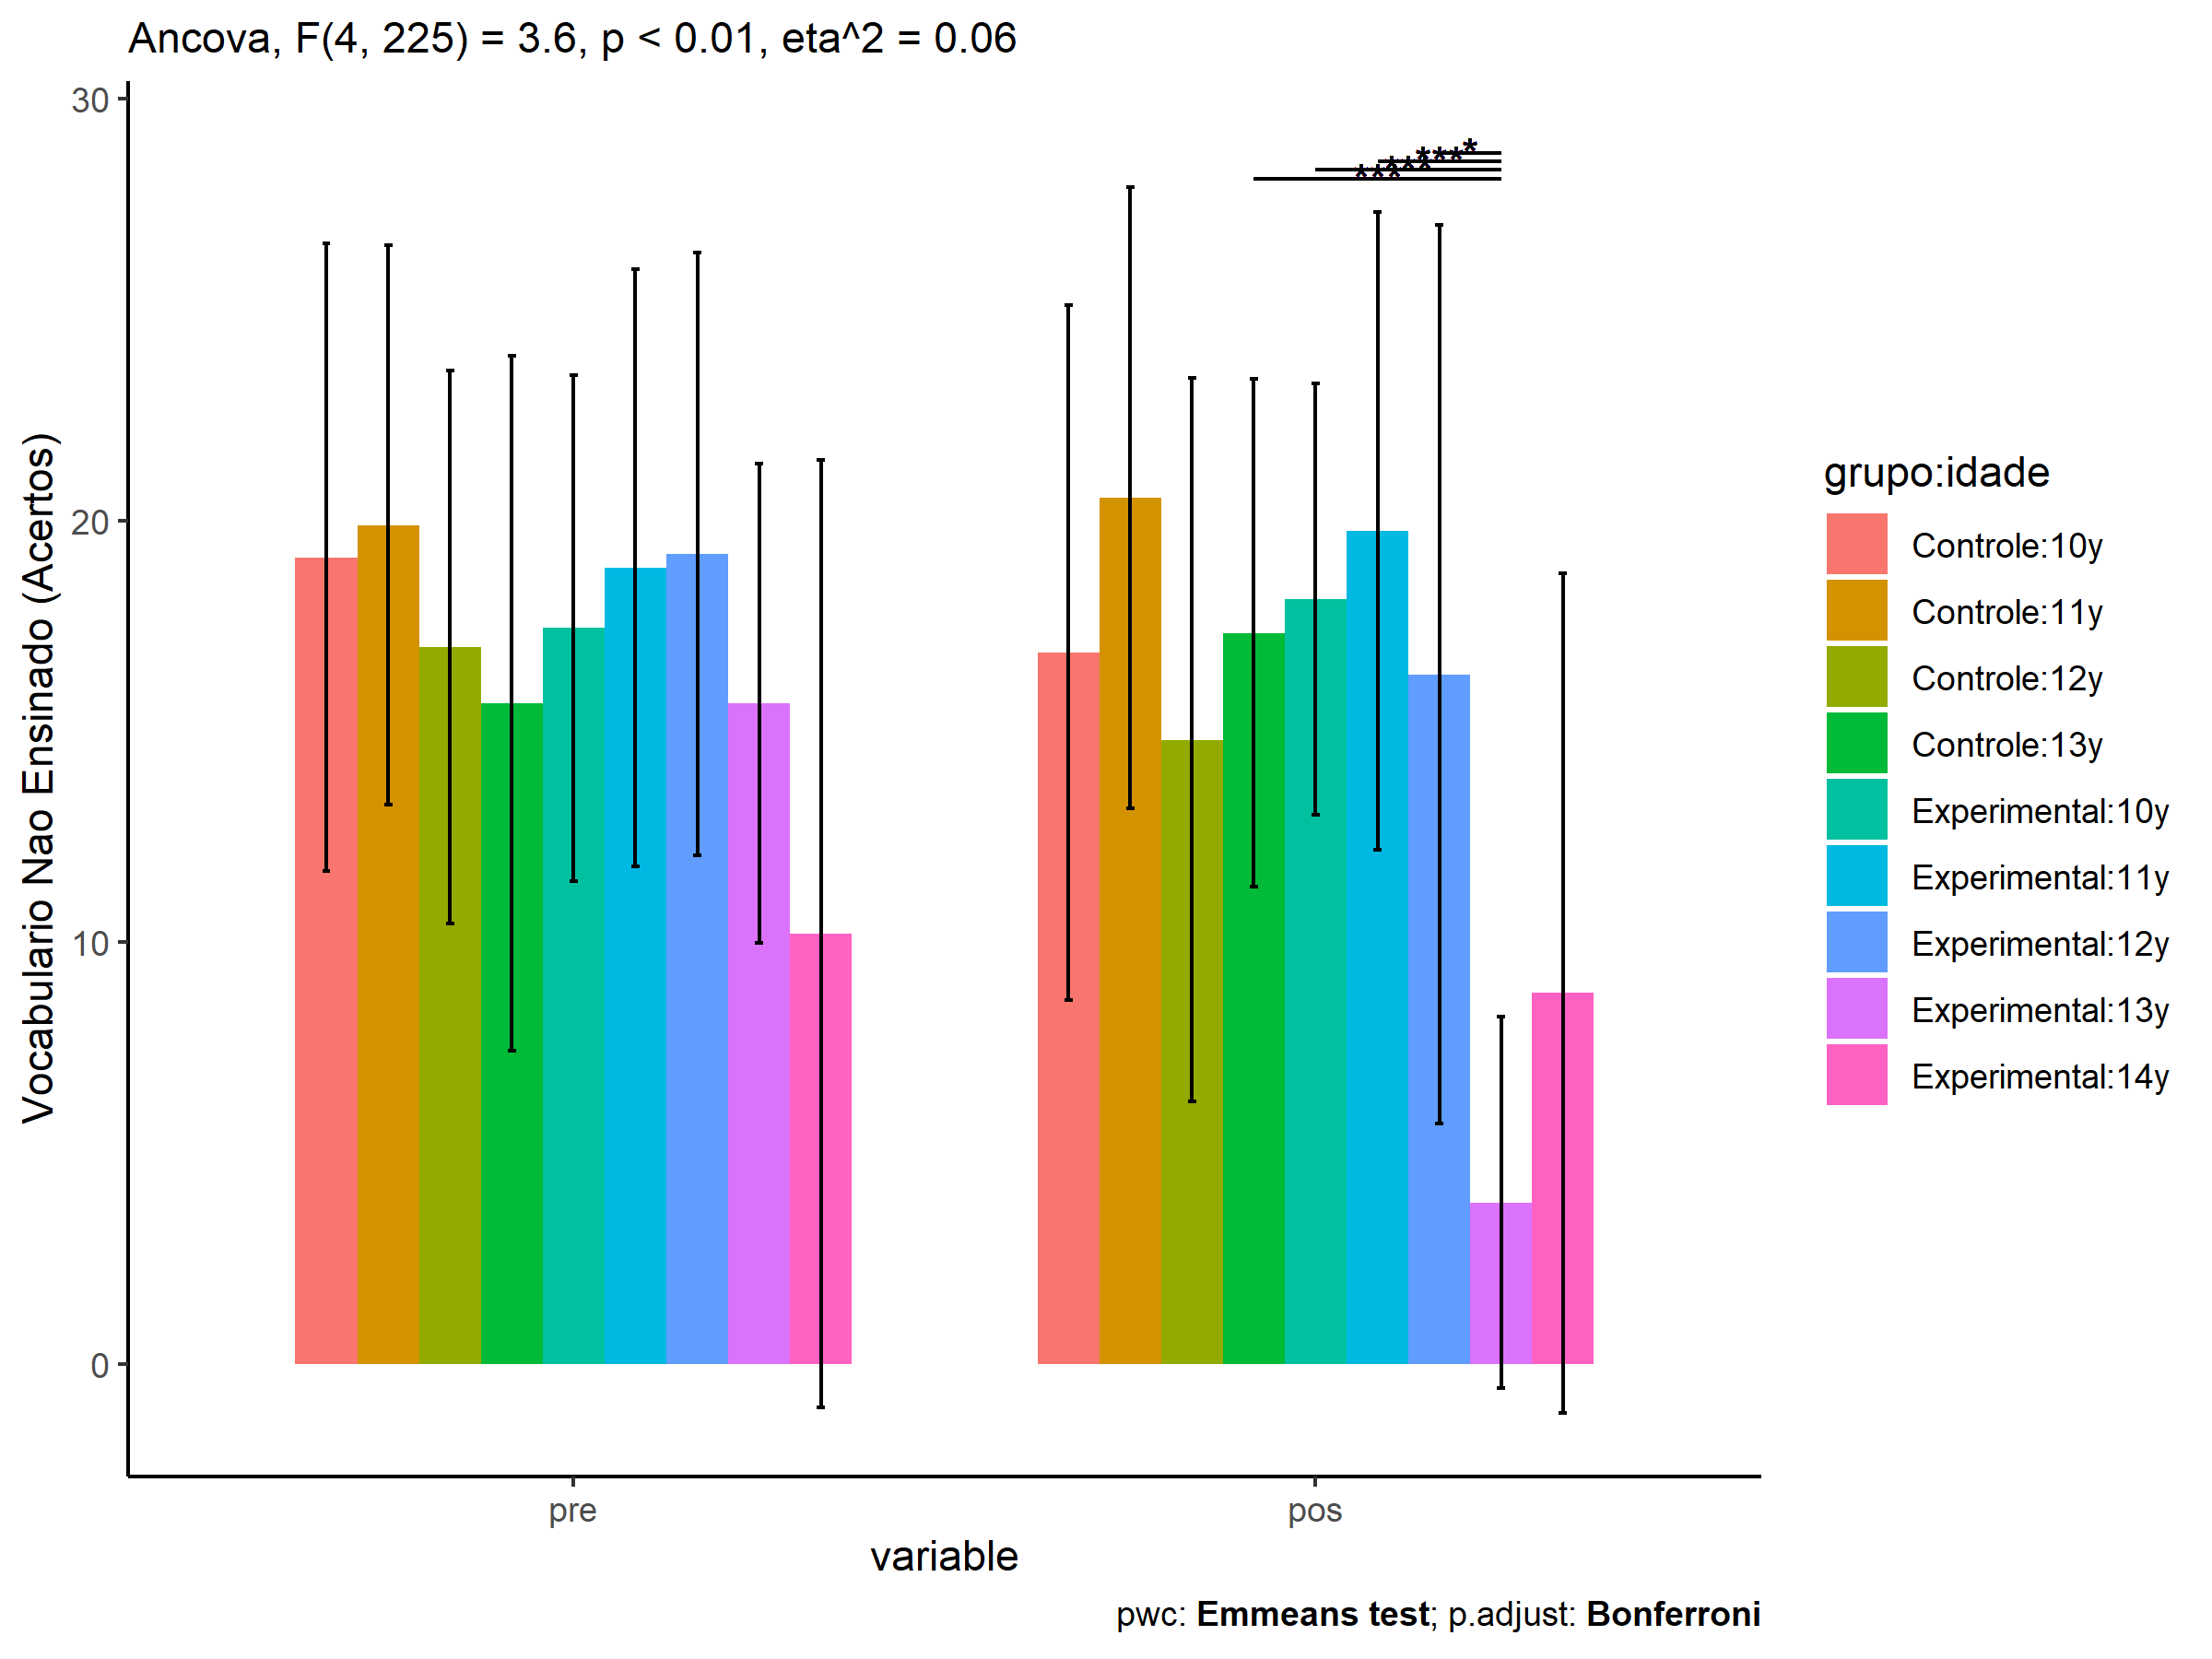 Ancova, F(4, 225) = 3.6, p < 0.01, eta^2 = 0.06
Vocabulario Nao Ensinado (Acertos)
30
20
10
0
pre
pos
variable
grupo:idade
Controle:10y
Controle:11y
Controle:12y
Controle:13y
Experimental:10y
Experimental:11y
Experimental:12y
Experimental:13y
Experimental:14y
pwc: Emmeans test; p.adjust: Bonferroni